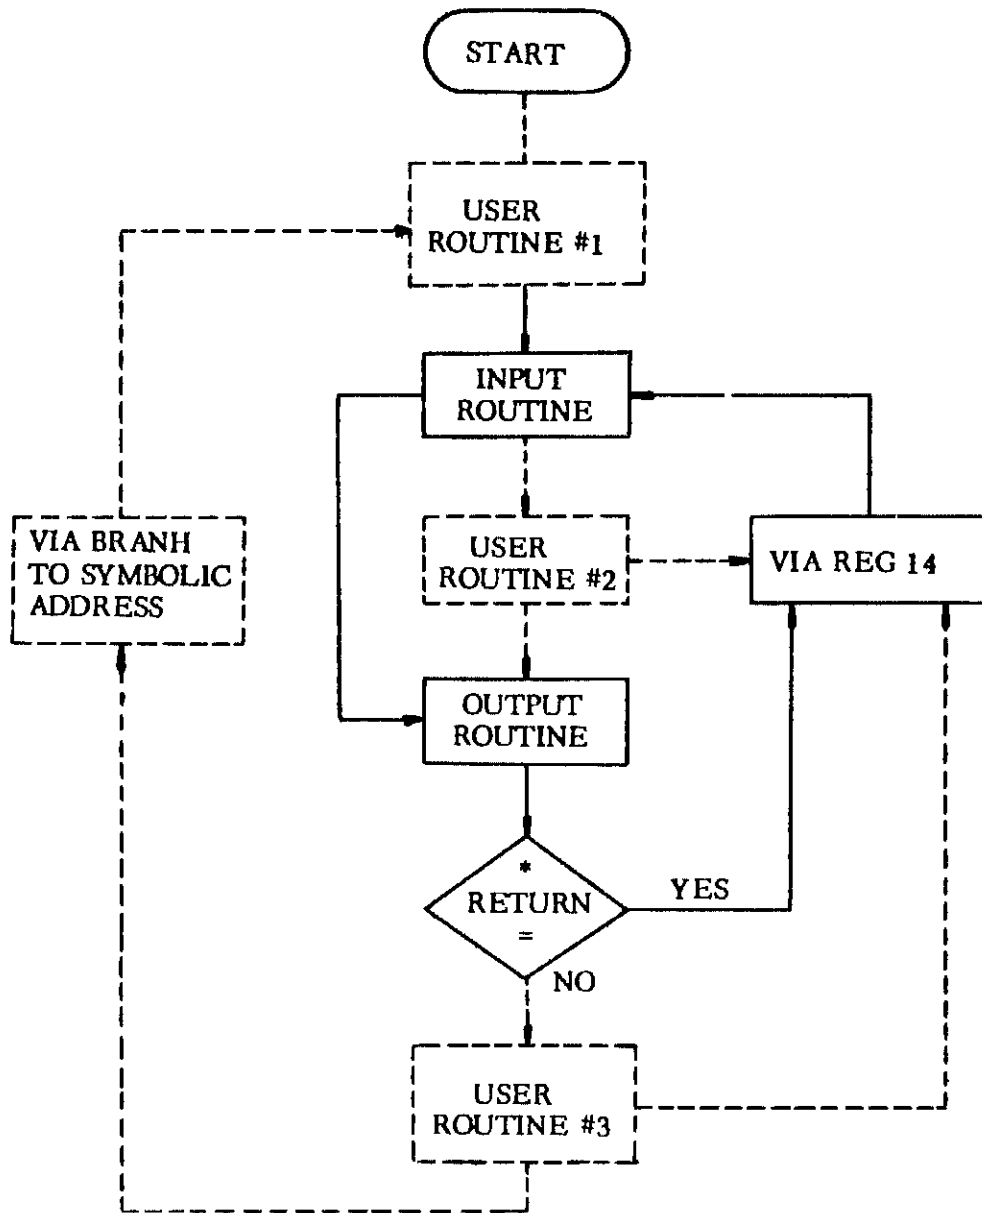 START
USER
ROUTINE #1
INPUT
ROUTINE
VIA BRANH
TO SYMBOLIC
ADDRESS
USER
ROUTINE #2
VIA REG 14
OUTPUT
ROUTINE
*
RETURN
=
YES
NO
USER
ROUTINE #3